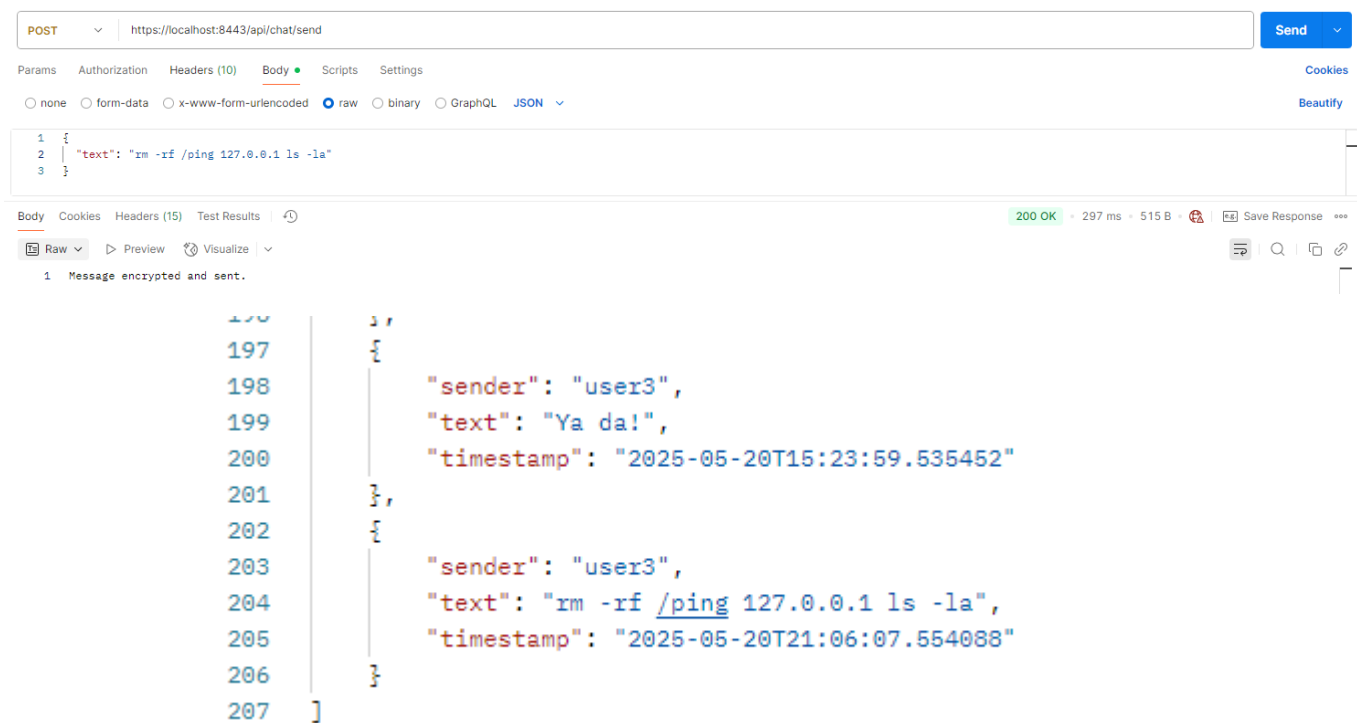 POST https://localhost:8443/api/chat/send Send
Params Authorization Headers (10) Body Scripts Settings Cookies
none form-data x-www-form-urlencoded raw binary GraphQL JSON Beautify
1 {
2 "text": "rm -rf /ping 127.0.0.1 ls -la"
3 }
Body Cookies Headers (15) Test Results 200 OK • 297 ms • 515 B • e.g. Save Response
Raw Preview Visualize
1 Message encrypted and sent.
196 },
197 {
198 "sender": "user3",
199 "text": "Ya da!",
200 "timestamp": "2025-05-20T15:23:59.535452"
201 },
202 {
203 "sender": "user3",
204 "text": "rm -rf /ping 127.0.0.1 ls -la",
205 "timestamp": "2025-05-20T21:06:07.554088"
206 }
207 ]